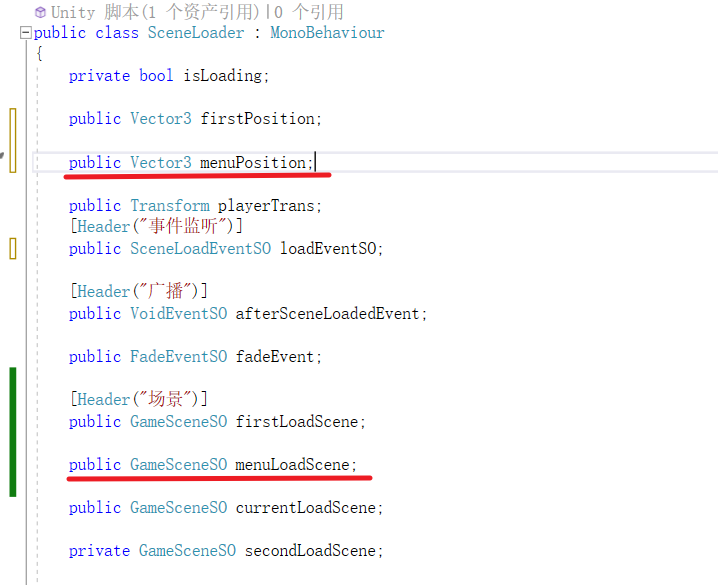 Unity 脚本(1 个资产引用)|0 个引用
public class SceneLoader : MonoBehaviour
{
private bool isLoading;
public Vector3 firstPosition;
public Vector3 menuPosition;
public Transform playerTrans;
[Header("事件监听")]
public SceneLoadEventSO loadEventSO;
[Header("广播")]
public VoidEventSO afterSceneLoadedEvent;
public FadeEventSO fadeEvent;
[Header("场景")]
public GameSceneSO firstLoadScene;
public GameSceneSO menuLoadScene;
public GameSceneSO currentLoadScene;
private GameSceneSO secondLoadScene;